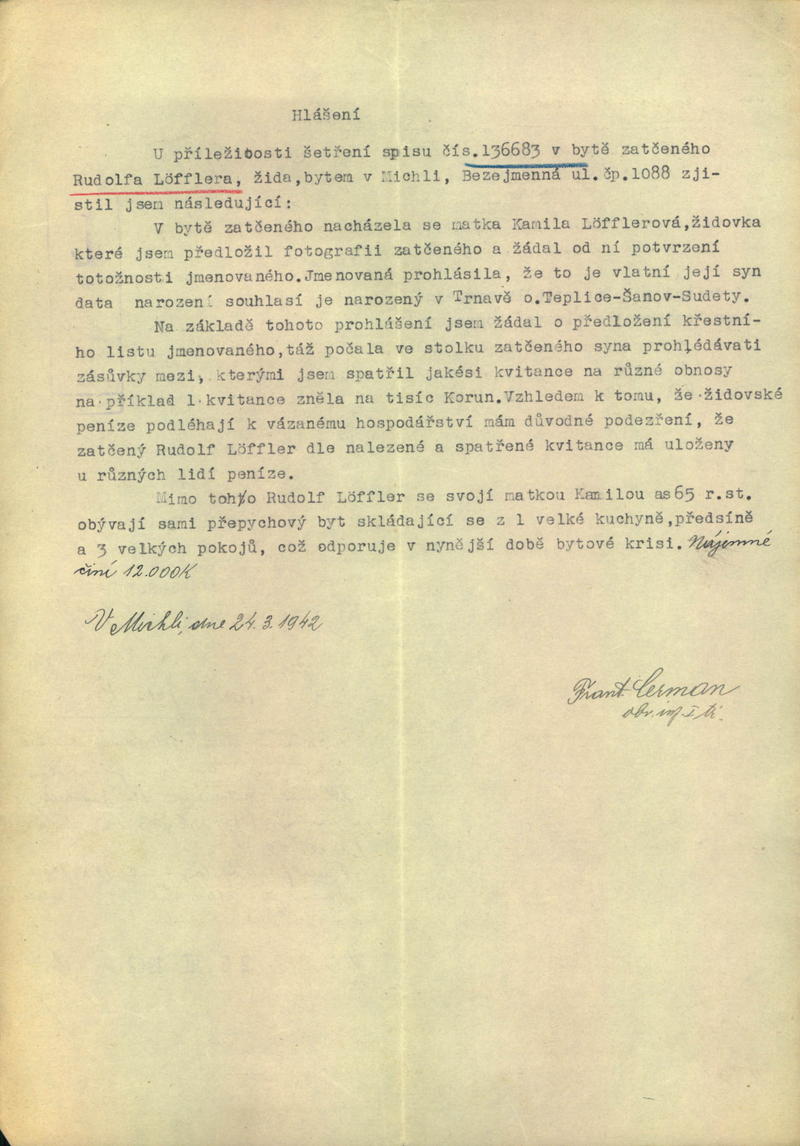 Hlášení
U příležitosti šetření spisu čís.136683 v bytě zatčeného
Rudolfa Löfflera, žida,bytem v Michli, Bezejmenná ul.čp.1088 zji-
stil jsem následující:
V bytě zatčeného nacházela se matka Kamila Löfflerová,židovka
které jsem předložil fotografii zatčeného a žádal od ní potvrzení
totožnosti jmenovaného.Jmenovaná prohlásila, že to je vlatní její syn
data narození souhlasí je narozený v Trnavě o.Teplice-Šanov-Sudety.
Na základě tohoto prohlášení jsem žádal o předložení křestní-
ho listu jmenovaného,táž počala ve stolku zatčeného syna prohlédávati
zásůvky mezi, kterými jsem spatřil jakési kvitance na různé obnosy
na příklad 1 kvitance zněla na tisíc Korun.Vzhledem k tomu, že židovské
peníze podléhají k vázanému hospodářství mám důvodné podezření, že
zatčený Rudolf Löffler dle nalezené a spatřené kvitance má uloženy
u různých lidí peníze.
Mimo tohto Rudolf Löffler se svojí matkou Kamilou as 65 r.st.
obývají sami přepychový byt skládající se z 1 velké kuchyně,předsíně
a 3 velkých pokojů, což odporuje v nynější době bytové krisi. Nájemné
činí 12.000K
V Michli, dne 24.3.1942
Frant. Cerman